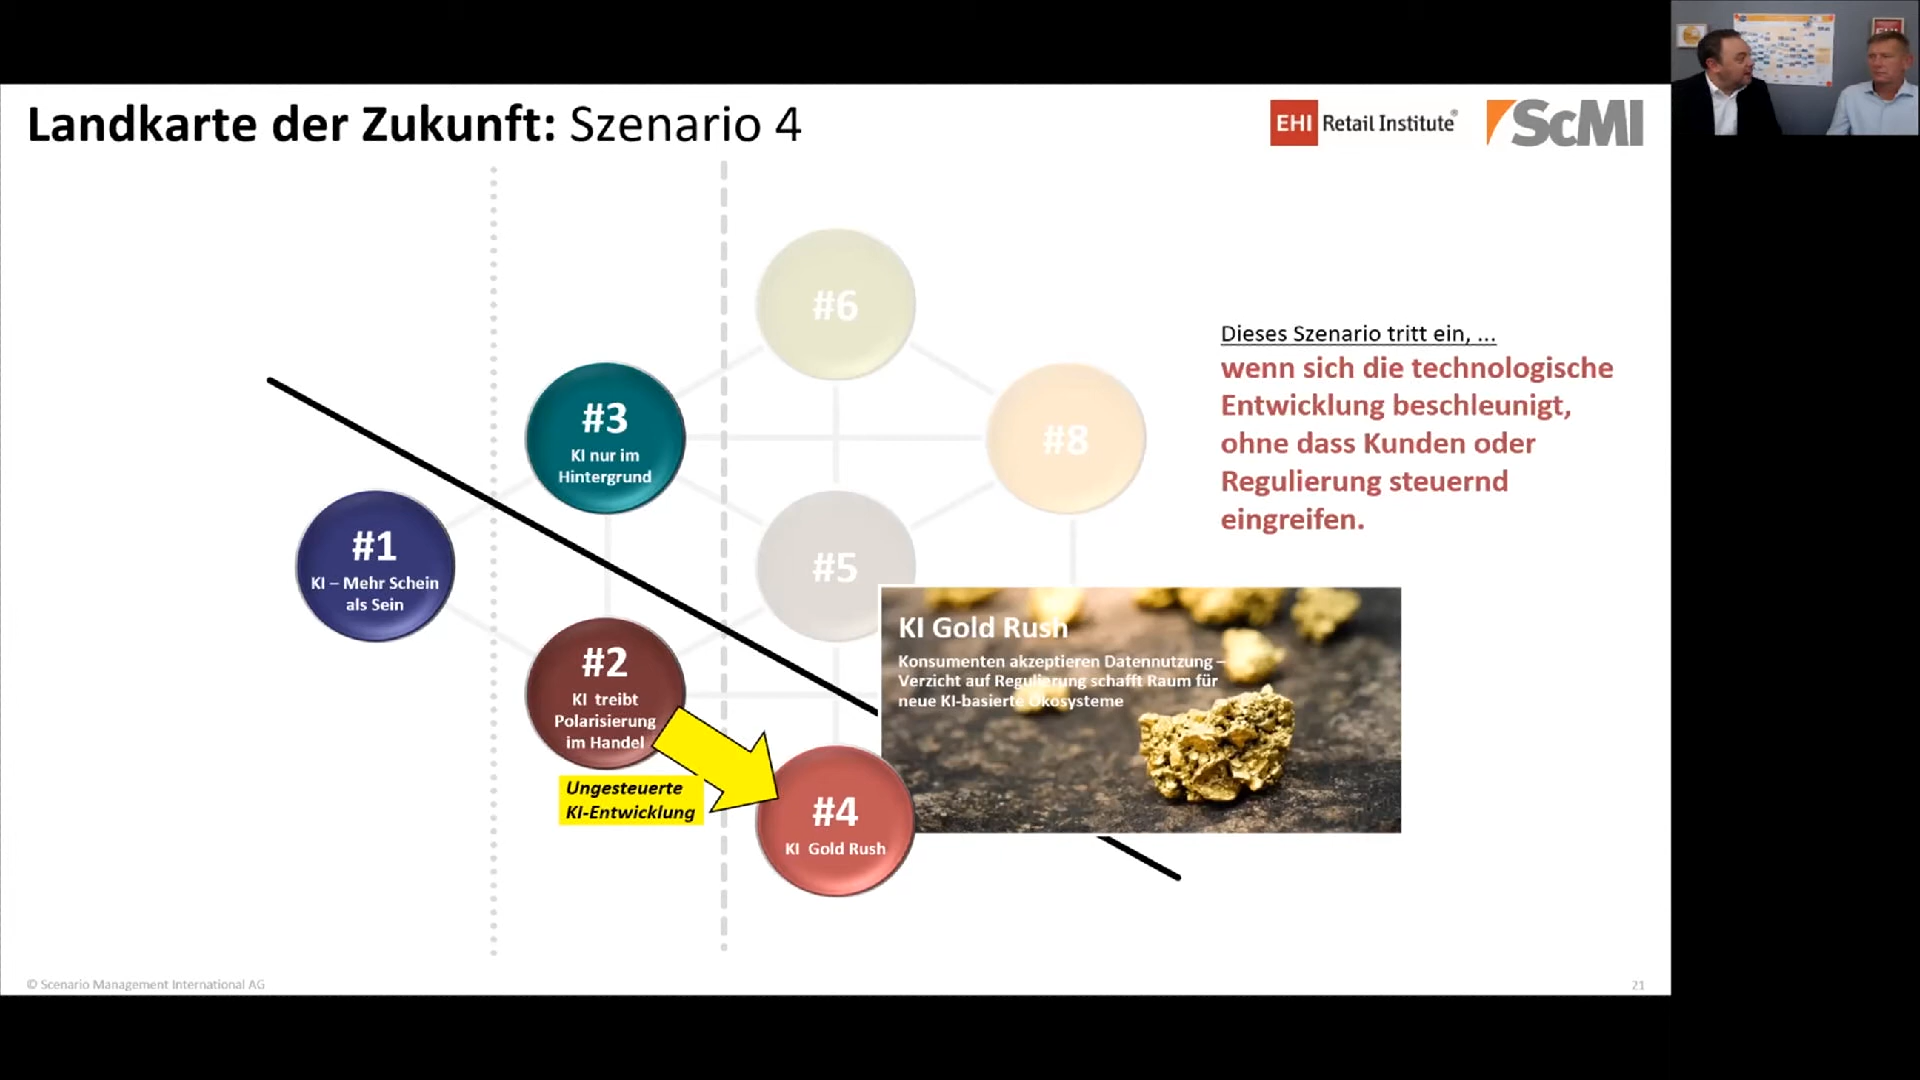 Landkarte der Zukunft: Szenario 4
EHI Retail Institute®
ScMI
#6
#3
KI nur im
Hintergrund
#8
#1
KI – Mehr Schein
als Sein
#5
#2
KI treibt
Polarisierung
im Handel
Ungesteuerte
KI-Entwicklung
#4
KI Gold Rush
Dieses Szenario tritt ein, ...
wenn sich die technologische
Entwicklung beschleunigt,
ohne dass Kunden oder
Regulierung steuernd
eingreifen.
KI Gold Rush
Konsumenten akzeptieren Datennutzung –
Verzicht auf Regulierung schafft Raum für
neue KI-basierte Ökosysteme
© Scenario Management International AG
21
EHI